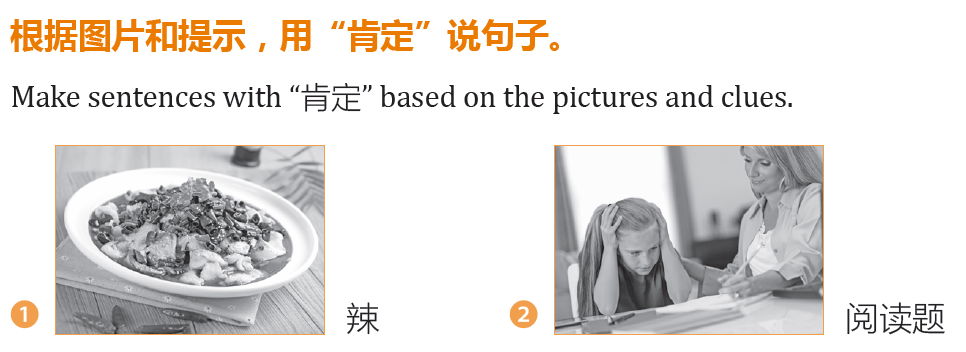 根据图片和提示，用“肯定”说句子。
Make sentences with “肯定” based on the pictures and clues.
1 辣
2 阅读题